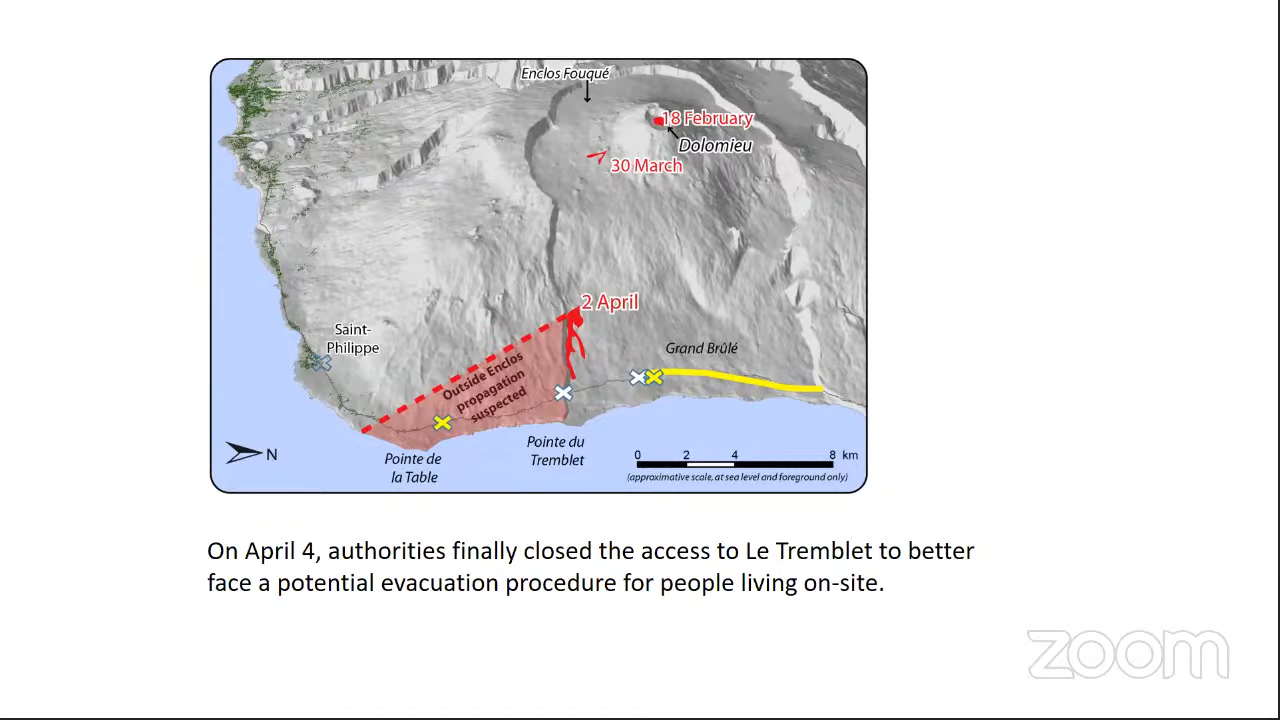 Enclos Fouqué
18 February
Dolomieu
30 March
2 April
Saint-
Philippe
Grand Brûlé
Outside Enclos
propagation
suspected
N
Pointe de
la Table
Pointe du
Tremblet
0 2 4 8 km
(approximative scale, at sea level and foreground only)
On April 4, authorities finally closed the access to Le Tremblet to better
face a potential evacuation procedure for people living on-site.
zoom